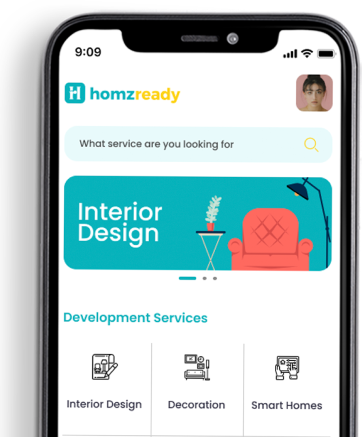 9:09
homzready
What service are you looking for
Interior
Design
Development Services
Interior Design
Decoration
Smart Homes